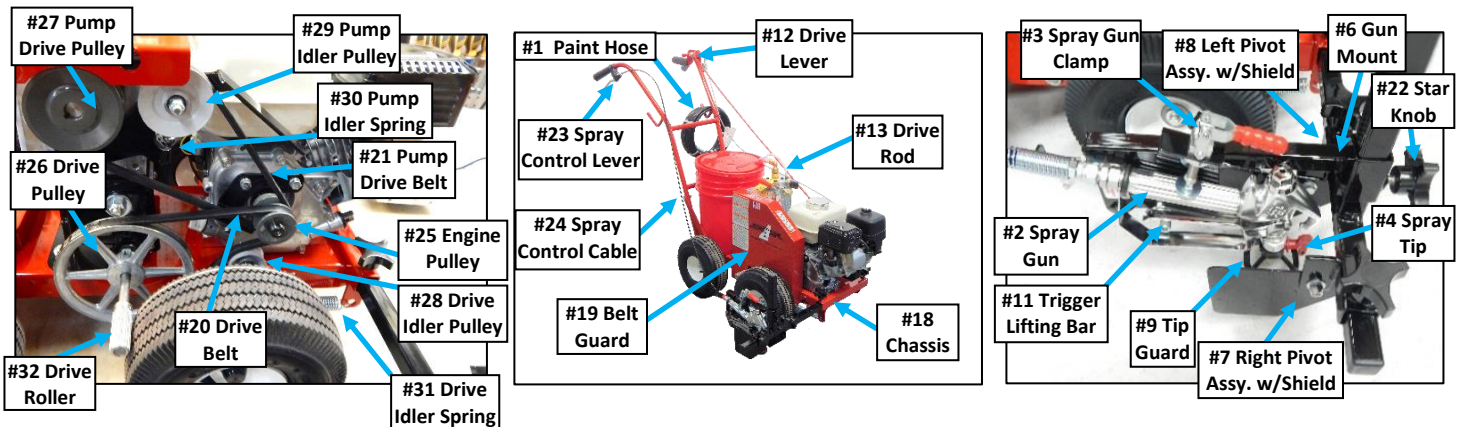 #27 Pump
Drive Pulley
#29 Pump
Idler Pulley
#30 Pump
Idler Spring
#26 Drive
Pulley
#21 Pump
Drive Belt
#25 Engine
Pulley
#28 Drive
Idler Pulley
#20 Drive
Belt
#32 Drive
Roller
#31 Drive
Idler Spring
#1 Paint Hose
#12 Drive
Lever
#23 Spray
Control Lever
#13 Drive
Rod
#24 Spray
Control Cable
#19 Belt
Guard
#18
Chassis
#3 Spray Gun
Clamp
#8 Left Pivot
Assy. w/Shield
#6 Gun
Mount
#22 Star
Knob
#2 Spray
Gun
#4 Spray
Tip
#11 Trigger
Lifting Bar
#9 Tip
Guard
#7 Right Pivot
Assy. w/Shield